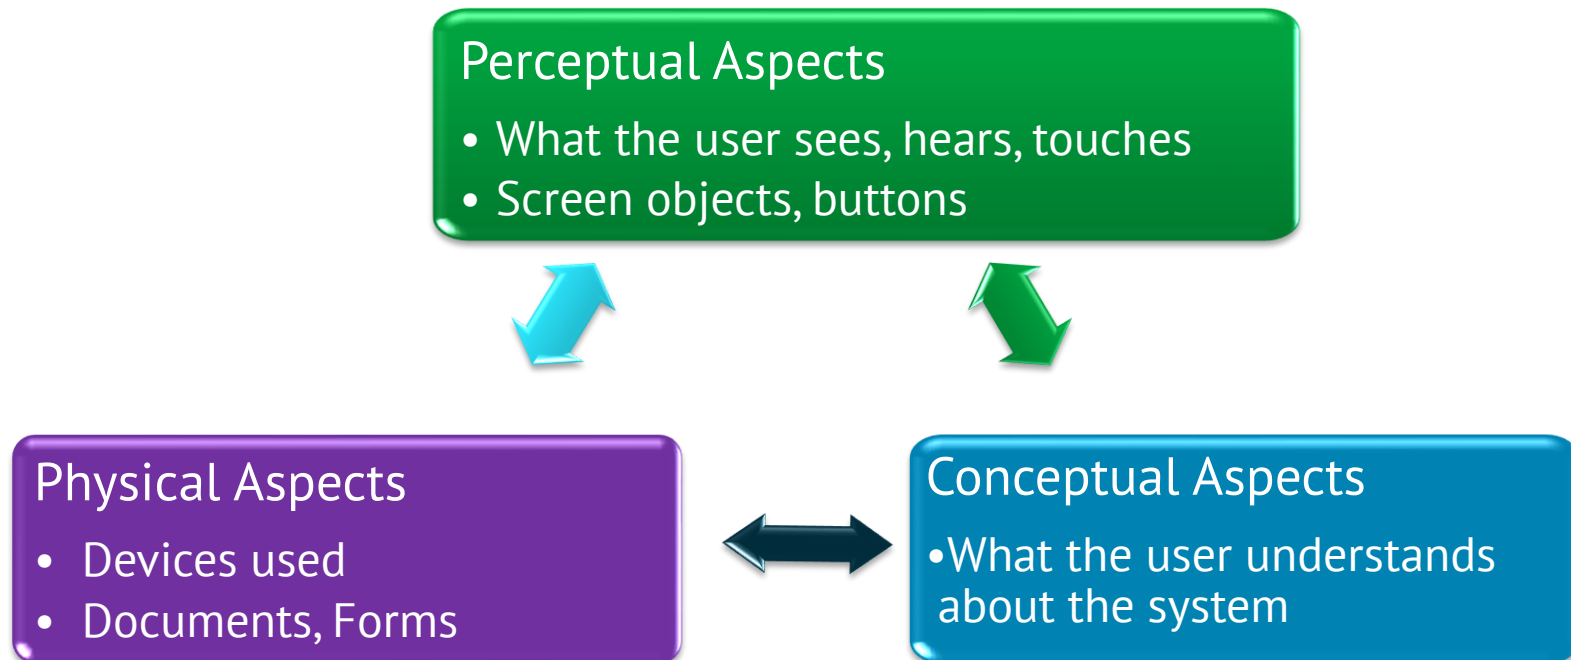 Perceptual Aspects
• What the user sees, hears, touches
• Screen objects, buttons
Physical Aspects
• Devices used
• Documents, Forms
Conceptual Aspects
•What the user understands
about the system